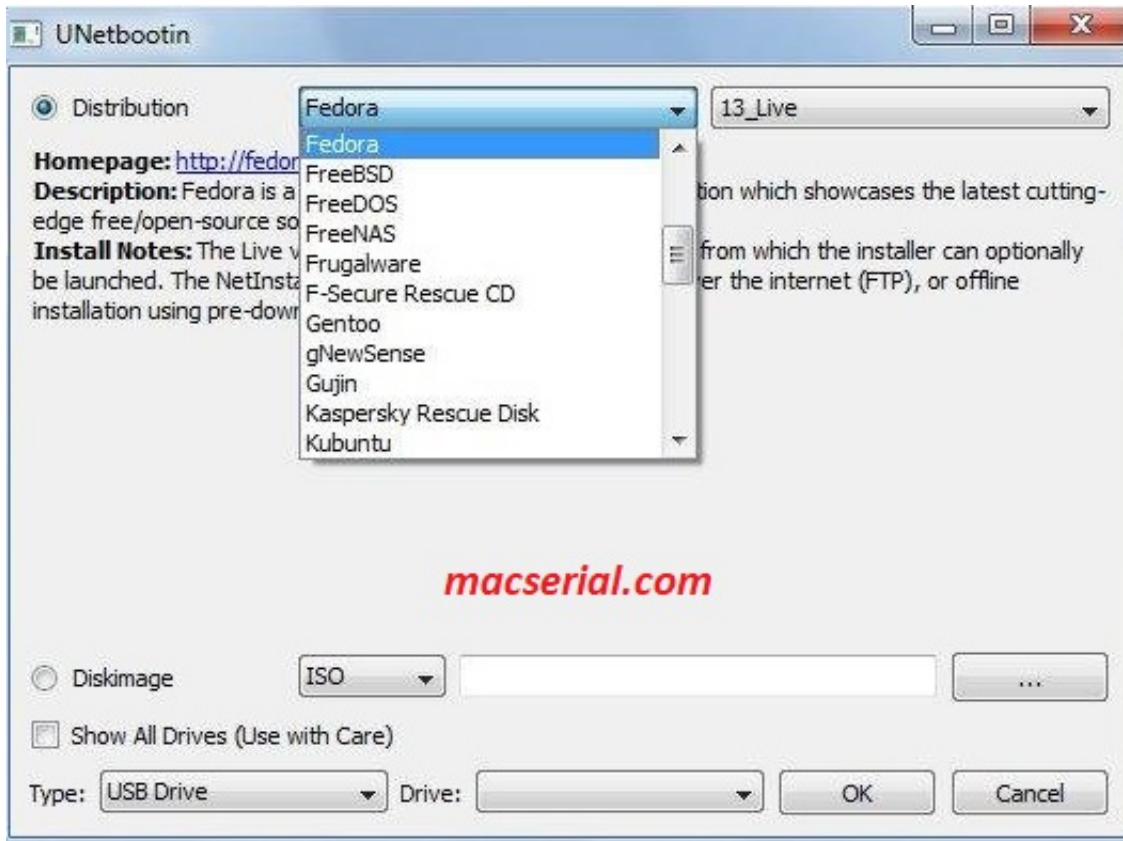 UNetbootin
Distribution Fedora 13_Live
Fedora
FreeBSD
FreeDOS
FreeNAS
Frugalware
F-Secure Rescue CD
Gentoo
gNewSense
Gujin
Kaspersky Rescue Disk
Kubuntu
Homepage: http://fedor
Description: Fedora is a tion which showcases the latest cutting-
edge free/open-source so
Install Notes: The Live v from which the installer can optionally
be launched. The NetInsta er the internet (FTP), or offline
installation using pre-dow
macserial.com
Diskimage ISO ...
Show All Drives (Use with Care)
Type: USB Drive Drive: OK Cancel